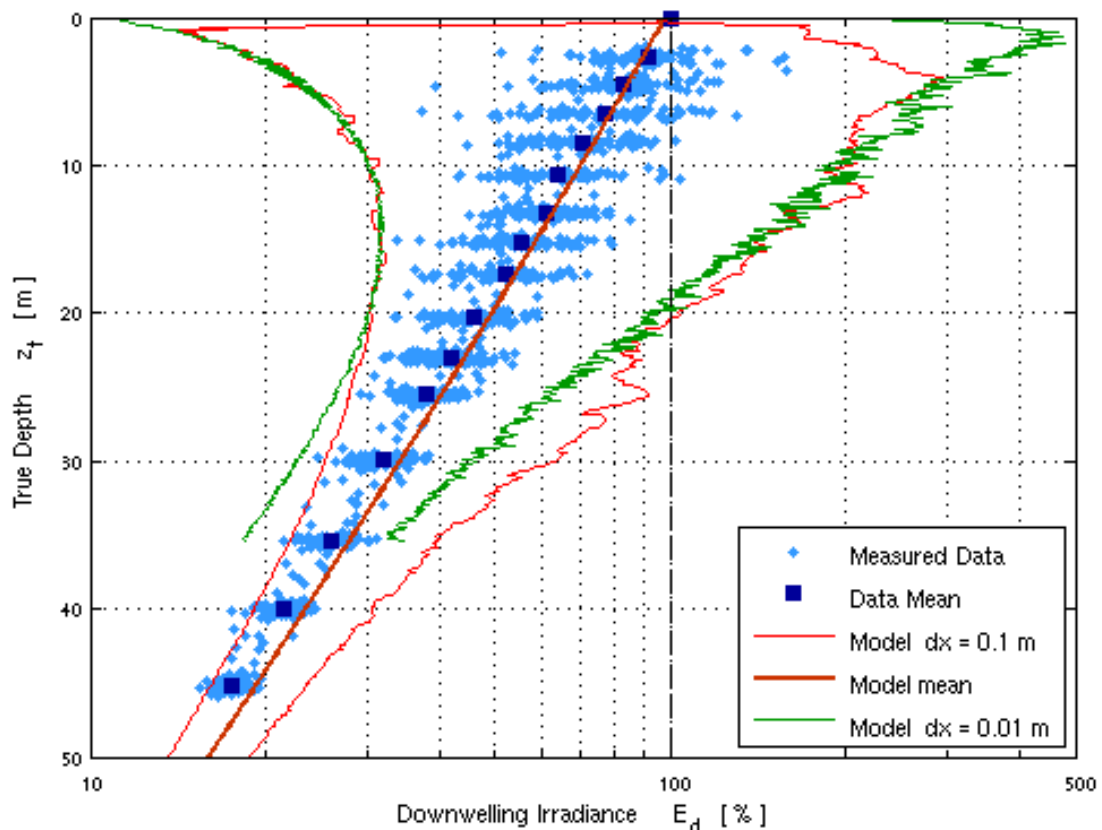 0
10
20
30
40
50
True Depth z_t [m]
10
100
500
Downwelling Irradiance E_d [%]
Measured Data
Data Mean
Model dx = 0.1 m
Model mean
Model dx = 0.01 m